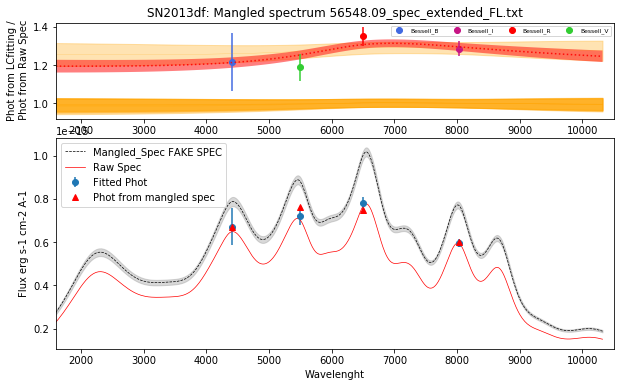 SN2013df: Mangled spectrum 56548.09_spec_extended_FL.txt
Phot from LCfitting /
Phot from Raw Spec
1.4
1.2
1.0
Bessell_B
Bessell_I
Bessell_R
Bessell_V
2000 3000 4000 5000 6000 7000 8000 9000 10000
Flux erg s-1 cm-2 A-1
1.0
0.8
0.6
0.4
0.2
Mangled_Spec FAKE SPEC
Raw Spec
Fitted Phot
Phot from mangled spec
2000 3000 4000 5000 6000 7000 8000 9000 10000
Wavelenght